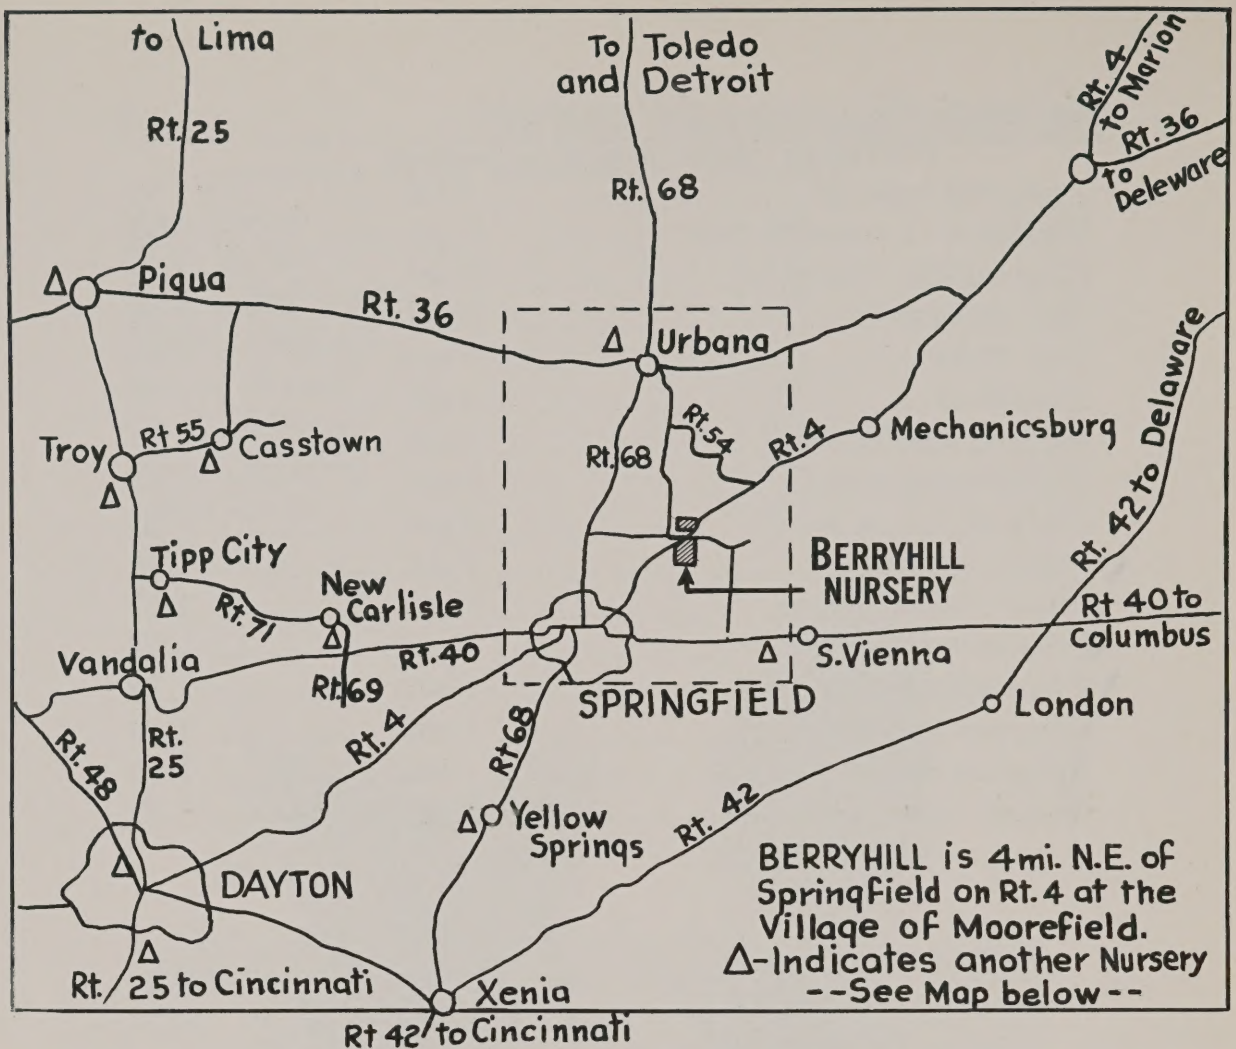 to Lima
To Toledo
and Detroit
Rt. 4
to Marion
Rt. 25
Rt. 36
to
Deleware
Rt. 68
Piqua
Rt. 36
Urbana
Rt. 42 to Delaware
Troy
Rt 55
Casstown
Rt. 68
Rt. 54
Rt. 4
Mechanicsburg
Tipp City
Rt. 71
New
Carlisle
BERRYHILL
NURSERY
Rt 40 to
Columbus
Vandalia
Rt. 40
Rt. 69
S. Vienna
SPRINGFIELD
London
Rt. 48
Rt.
25
Rt. 4
Rt 68
Yellow
Springs
Rt. 42
DAYTON
BERRYHILL is 4mi. N.E. of
Springfield on Rt. 4 at the
Village of Moorefield.
Δ-Indicates another Nursery
--See Map below--
Rt. 25 to Cincinnati
Xenia
Rt 42 to Cincinnati